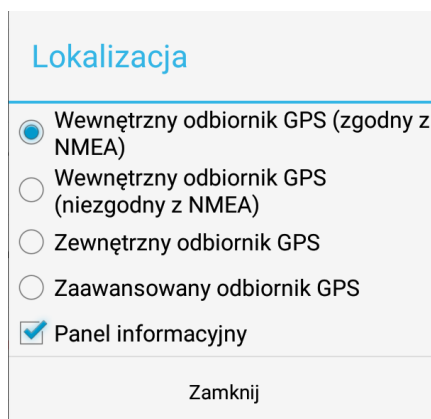 Lokalizacja
Wewnętrzny odbiornik GPS (zgodny z
NMEA)
Wewnętrzny odbiornik GPS
(niezgodny z NMEA)
Zewnętrzny odbiornik GPS
Zaawansowany odbiornik GPS
Panel informacyjny
Zamknij